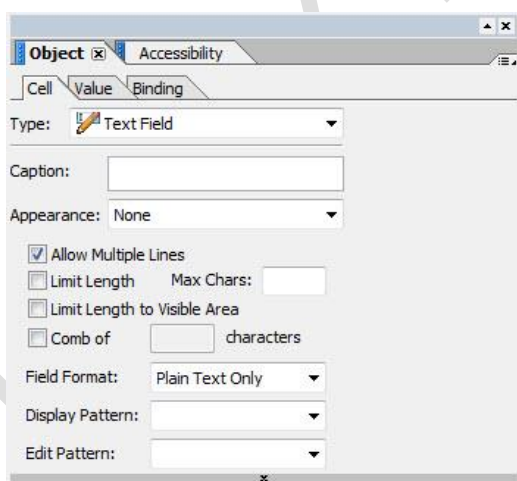 Object Accessibility
Cell Value Binding
Type: Text Field
Caption:
Appearance: None
Allow Multiple Lines
Limit Length Max Chars:
Limit Length to Visible Area
Comb of characters
Field Format: Plain Text Only
Display Pattern:
Edit Pattern: